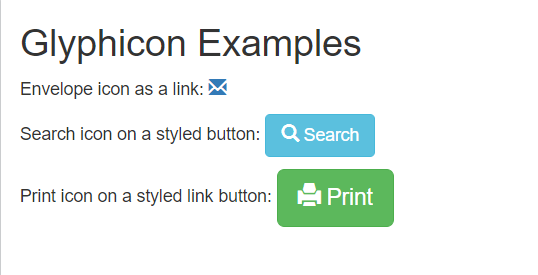 Glyphicon Examples
Envelope icon as a link:
Search icon on a styled button: Search
Print icon on a styled link button: Print